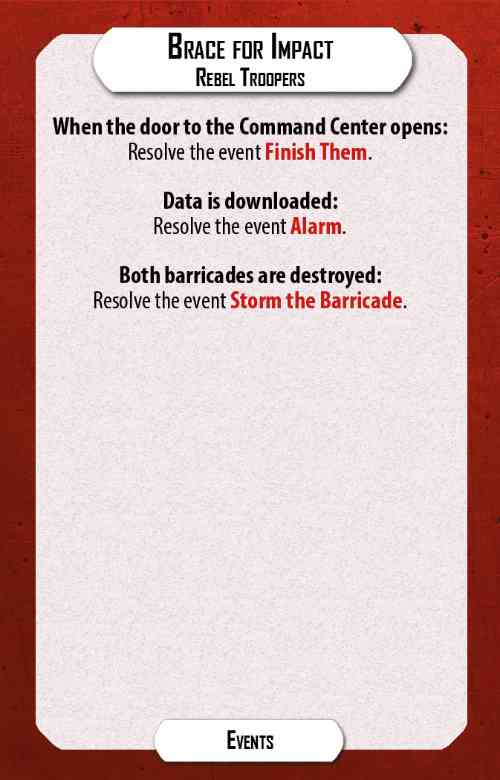 Brace for Impact
Rebel Troopers
When the door to the Command Center opens:
Resolve the event Finish Them.
Data is downloaded:
Resolve the event Alarm.
Both barricades are destroyed:
Resolve the event Storm the Barricade.
Events